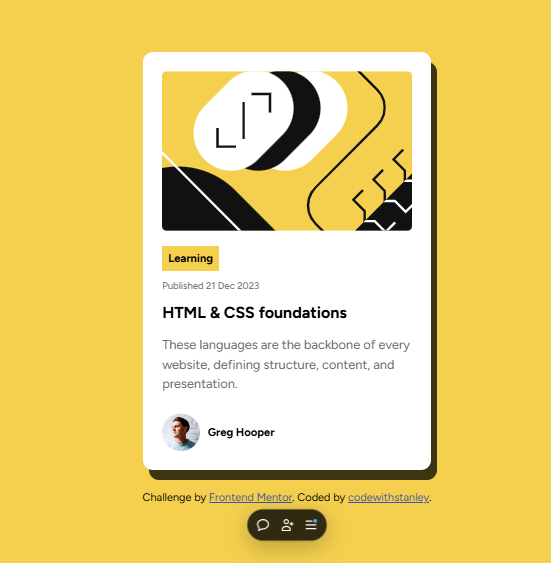 Learning
Published 21 Dec 2023
HTML & CSS foundations
These languages are the backbone of every
website, defining structure, content, and
presentation.
Greg Hooper
Challenge by Frontend Mentor. Coded by codewithstanley.